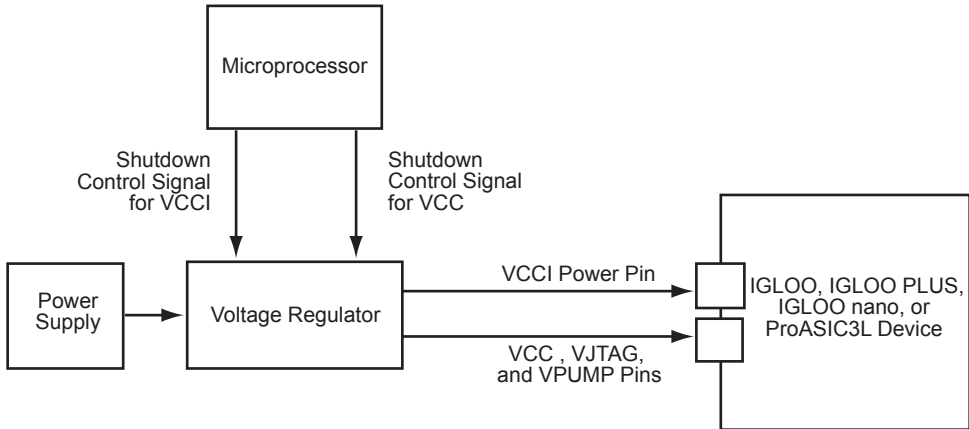 Microprocessor
Shutdown
Control Signal
for VCCI
Shutdown
Control Signal
for VCC
Power
Supply
Voltage Regulator
VCCI Power Pin
VCC , VJTAG,
and VPUMP Pins
IGLOO, IGLOO PLUS,
IGLOO nano, or
ProASIC3L Device